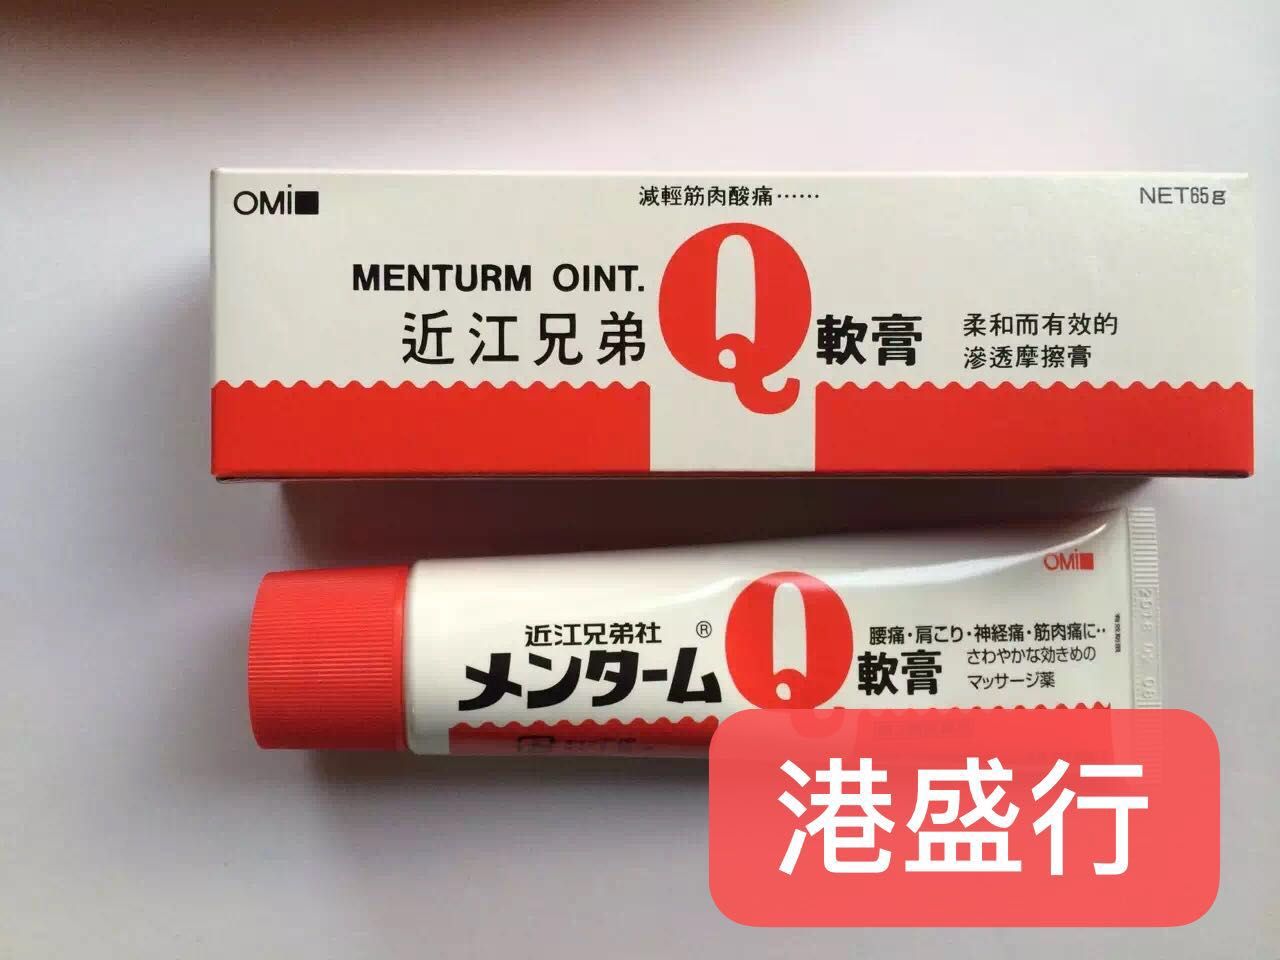 OMi
減輕筋肉酸痛……
NET65g
MENTURM OINT.
近江兄弟
Q
軟膏
柔和而有效的
滲透摩擦膏
OMi
近江兄弟社
®
メンターム
Q
軟膏
腰痛・肩こり・神経痛・筋肉痛に‥
さわやかな効きめの
マッサージ薬
港盛行